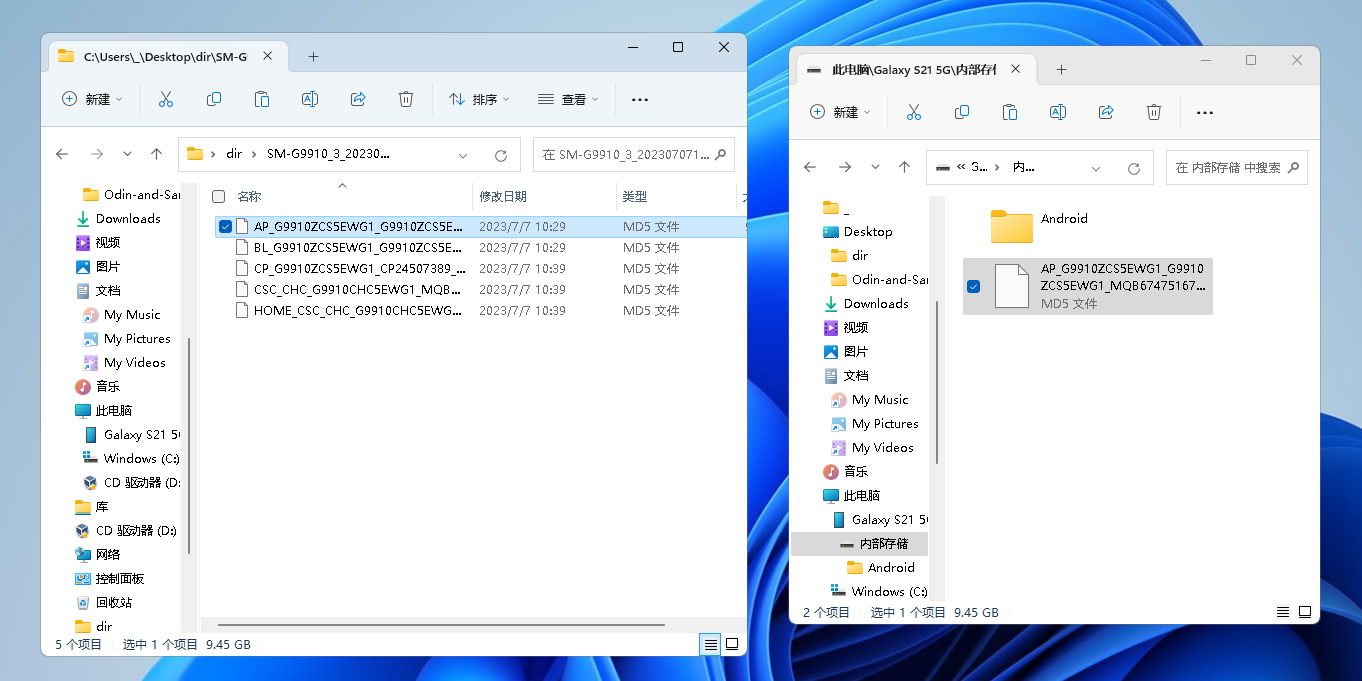 C:\Users\_\Desktop\dir\SM-G
新建
排序
查看
dir
SM-G9910_3_20230...
在 SM-G9910_3_202307071...
Odin-and-Sar
Downloads
视频
图片
文档
My Music
My Pictures
My Videos
音乐
此电脑
Galaxy S21 5
Windows (C:)
CD 驱动器 (D:
库
CD 驱动器 (D:)
网络
控制面板
回收站
dir
名称
修改日期
类型
AP_G9910ZCS5EWG1_G9910ZCS5E... 2023/7/7 10:29 MD5 文件
BL_G9910ZCS5EWG1_G9910ZCS5E... 2023/7/7 10:29 MD5 文件
CP_G9910ZCS5EWG1_CP24507389_... 2023/7/7 10:39 MD5 文件
CSC_CHC_G9910CHC5EWG1_MQB... 2023/7/7 10:39 MD5 文件
HOME_CSC_CHC_G9910CHC5EWG... 2023/7/7 10:39 MD5 文件
5 个项目 选中 1 个项目 9.45 GB
此电脑\Galaxy S21 5G\内部存储
新建
« G... 内...
在 内部存储 中搜索
_
Desktop
dir
Odin-and-Sar
Downloads
视频
图片
文档
My Music
My Pictures
My Videos
音乐
此电脑
Galaxy S21 5
内部存储
Android
Windows (C:)
Android
AP_G9910ZCS5EWG1_G9910
ZCS5EWG1_MQB67475167...
MD5 文件
2 个项目 选中 1 个项目 9.45 GB